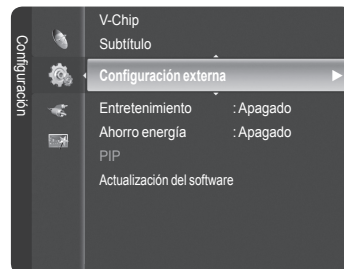 Configuración
V-Chip
Subtítulo
Configuración externa
Entretenimiento : Apagado
Ahorro energía : Apagado
PIP
Actualización del software